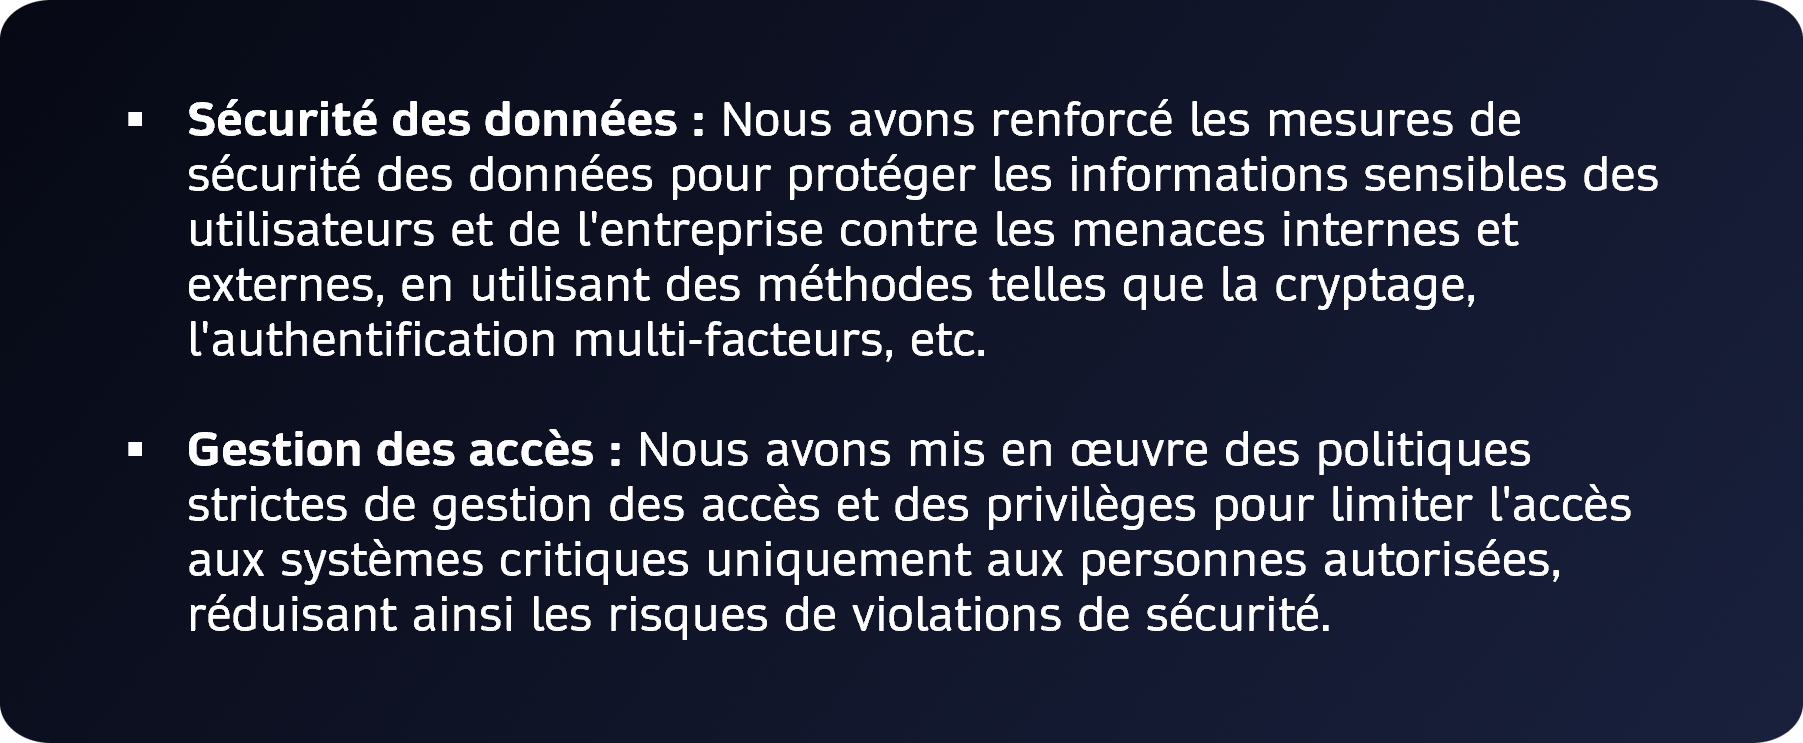 ▪ Sécurité des données : Nous avons renforcé les mesures de
sécurité des données pour protéger les informations sensibles des
utilisateurs et de l'entreprise contre les menaces internes et
externes, en utilisant des méthodes telles que la cryptage,
l'authentification multi-facteurs, etc.
▪ Gestion des accès : Nous avons mis en œuvre des politiques
strictes de gestion des accès et des privilèges pour limiter l'accès
aux systèmes critiques uniquement aux personnes autorisées,
réduisant ainsi les risques de violations de sécurité.